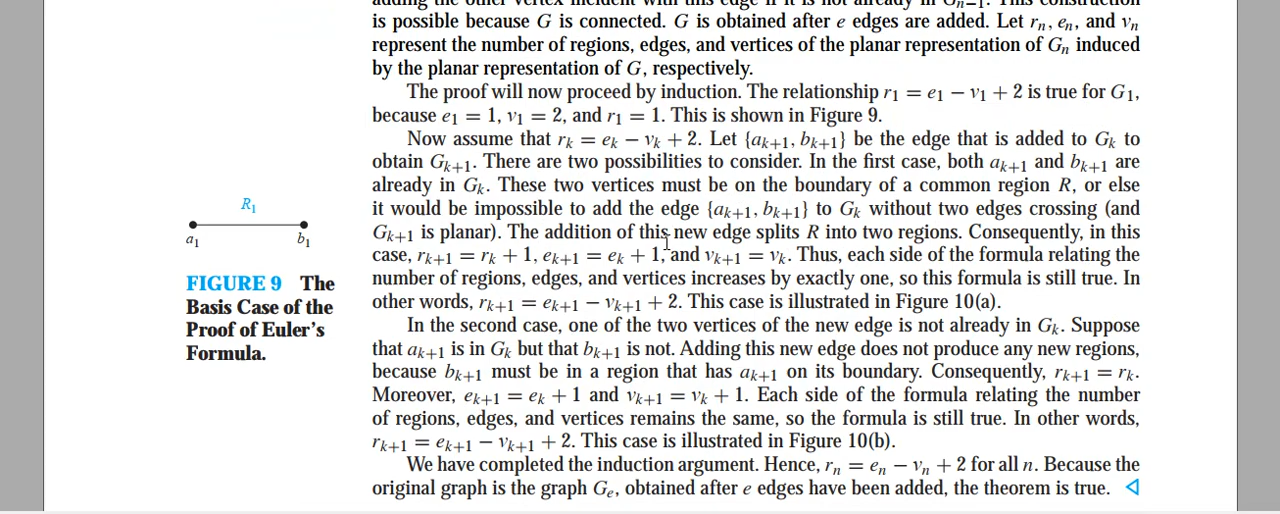 adding the other vertex incident with this edge if it is not already in Gₙ₋₁. This construction
is possible because G is connected. G is obtained after e edges are added. Let rₙ, eₙ, and vₙ
represent the number of regions, edges, and vertices of the planar representation of Gₙ induced
by the planar representation of G, respectively.
The proof will now proceed by induction. The relationship r₁ = e₁ − v₁ + 2 is true for G₁,
because e₁ = 1, v₁ = 2, and r₁ = 1. This is shown in Figure 9.
Now assume that rₖ = eₖ − vₖ + 2. Let {aₖ₊₁, bₖ₊₁} be the edge that is added to Gₖ to
obtain Gₖ₊₁. There are two possibilities to consider. In the first case, both aₖ₊₁ and bₖ₊₁ are
already in Gₖ. These two vertices must be on the boundary of a common region R, or else
it would be impossible to add the edge {aₖ₊₁, bₖ₊₁} to Gₖ without two edges crossing (and
Gₖ₊₁ is planar). The addition of this new edge splits R into two regions. Consequently, in this
case, rₖ₊₁ = rₖ + 1, eₖ₊₁ = eₖ + 1, and vₖ₊₁ = vₖ. Thus, each side of the formula relating the
number of regions, edges, and vertices increases by exactly one, so this formula is still true. In
other words, rₖ₊₁ = eₖ₊₁ − vₖ₊₁ + 2. This case is illustrated in Figure 10(a).
In the second case, one of the two vertices of the new edge is not already in Gₖ. Suppose
that aₖ₊₁ is in Gₖ but that bₖ₊₁ is not. Adding this new edge does not produce any new regions,
because bₖ₊₁ must be in a region that has aₖ₊₁ on its boundary. Consequently, rₖ₊₁ = rₖ.
Moreover, eₖ₊₁ = eₖ + 1 and vₖ₊₁ = vₖ + 1. Each side of the formula relating the number
of regions, edges, and vertices remains the same, so the formula is still true. In other words,
rₖ₊₁ = eₖ₊₁ − vₖ₊₁ + 2. This case is illustrated in Figure 10(b).
We have completed the induction argument. Hence, rₙ = eₙ − vₙ + 2 for all n. Because the
original graph is the graph Gₑ, obtained after e edges have been added, the theorem is true. ◁
R₁
a₁ b₁
FIGURE 9 The
Basis Case of the
Proof of Euler's
Formula.